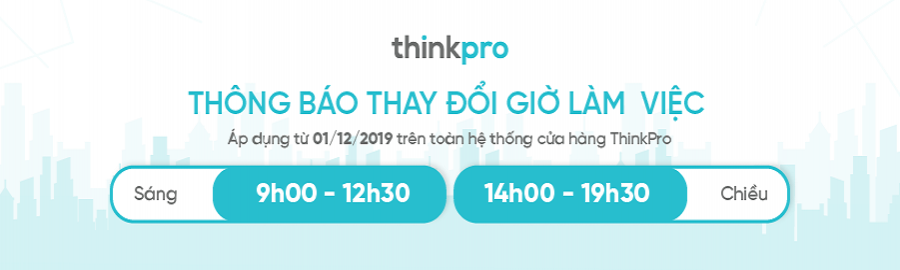 thinkpro
THÔNG BÁO THAY ĐỔI GIỜ LÀM VIỆC
Áp dụng từ 01/12/2019 trên toàn hệ thống cửa hàng ThinkPro
Sáng 9h00 - 12h30 14h00 - 19h30 Chiều